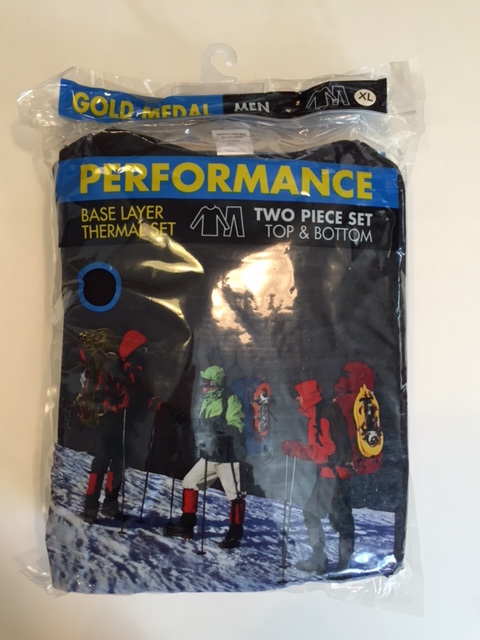 GOLD MEDAL MEN XL
PERFORMANCE
BASE LAYER
THERMAL SET
TWO PIECE SET
TOP & BOTTOM